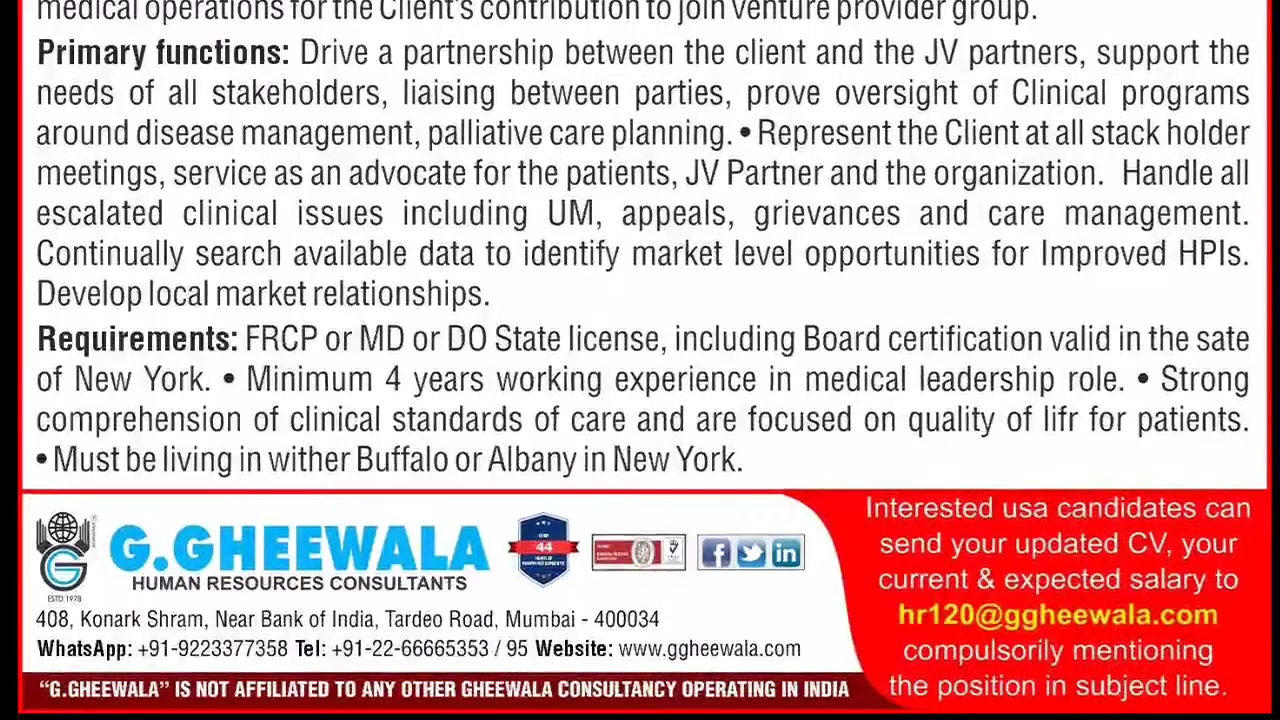 medical operations for the Client's contribution to join venture provider group.
Primary functions: Drive a partnership between the client and the JV partners, support the
needs of all stakeholders, liaising between parties, prove oversight of Clinical programs
around disease management, palliative care planning. • Represent the Client at all stack holder
meetings, service as an advocate for the patients, JV Partner and the organization. Handle all
escalated clinical issues including UM, appeals, grievances and care management.
Continually search available data to identify market level opportunities for Improved HPIs.
Develop local market relationships.
Requirements: FRCP or MD or DO State license, including Board certification valid in the sate
of New York. • Minimum 4 years working experience in medical leadership role. • Strong
comprehension of clinical standards of care and are focused on quality of lifr for patients.
• Must be living in wither Buffalo or Albany in New York.
G
ESTD.1978
G.GHEEWALA
HUMAN RESOURCES CONSULTANTS
44
408, Konark Shram, Near Bank of India, Tardeo Road, Mumbai - 400034
WhatsApp: +91-9223377358 Tel: +91-22-66665353 / 95 Website: www.ggheewala.com
"G.GHEEWALA" IS NOT AFFILIATED TO ANY OTHER GHEEWALA CONSULTANCY OPERATING IN INDIA
Interested usa candidates can
send your updated CV, your
current & expected salary to
hr120@ggheewala.com
compulsorily mentioning
the position in subject line.